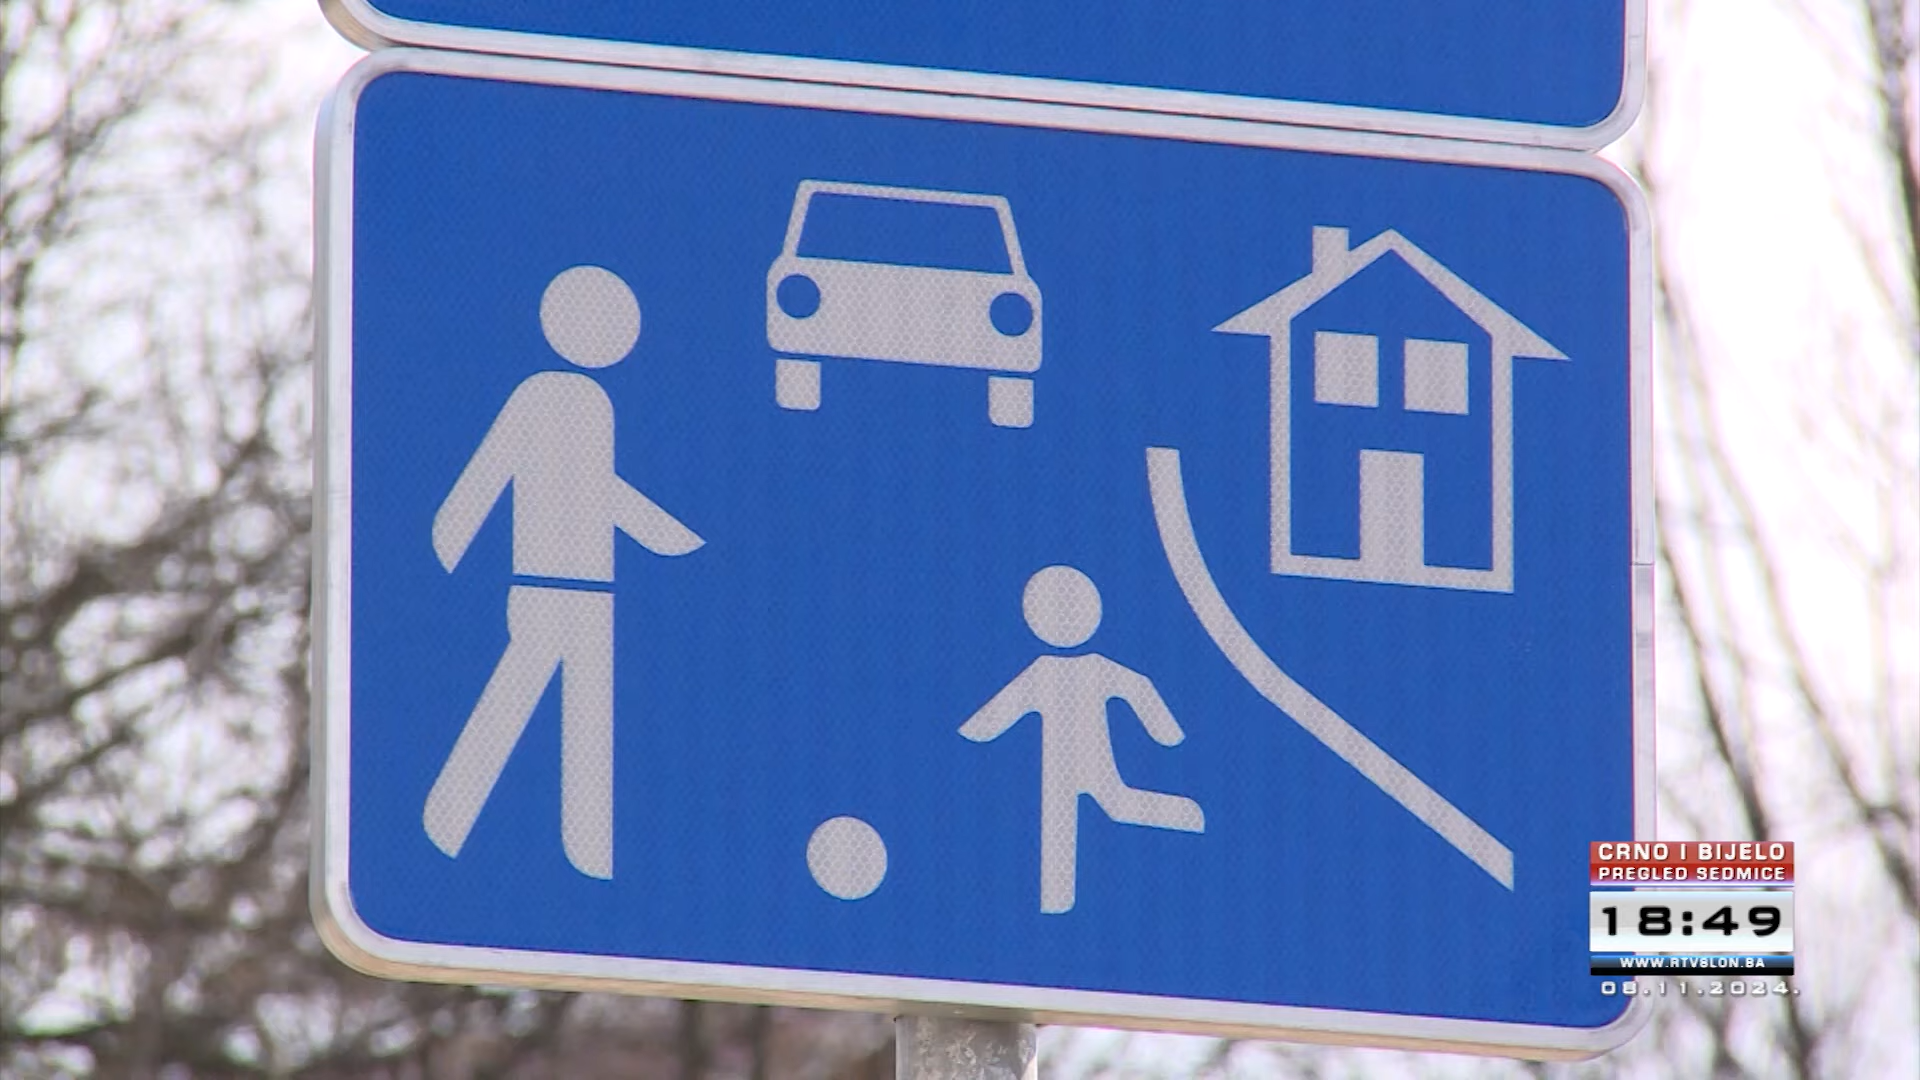 CRNO I BIJELO
PREGLED SEDMICE
18:49
WWW.RTVSLON.BA
08.11.2024.